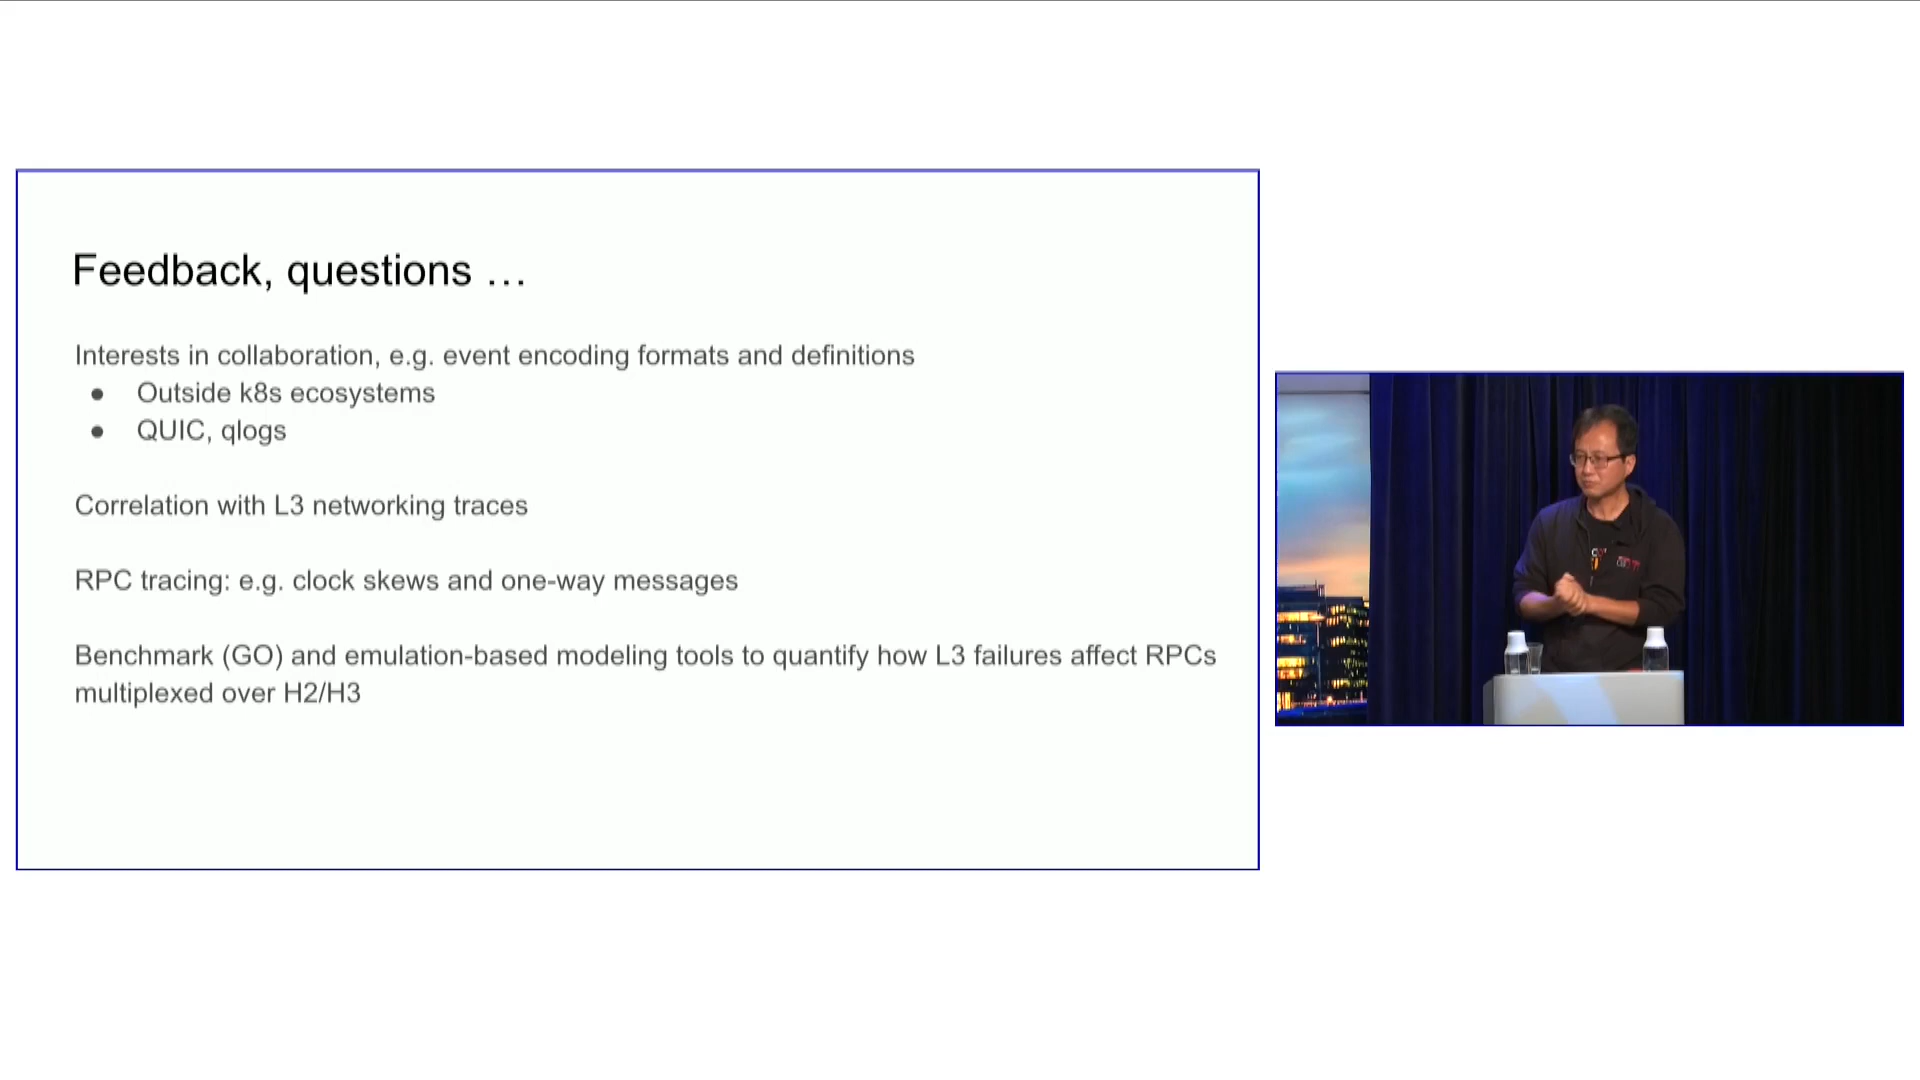 Feedback, questions …
Interests in collaboration, e.g. event encoding formats and definitions
● Outside k8s ecosystems
● QUIC, qlogs
Correlation with L3 networking traces
RPC tracing: e.g. clock skews and one-way messages
Benchmark (GO) and emulation-based modeling tools to quantify how L3 failures affect RPCs
multiplexed over H2/H3